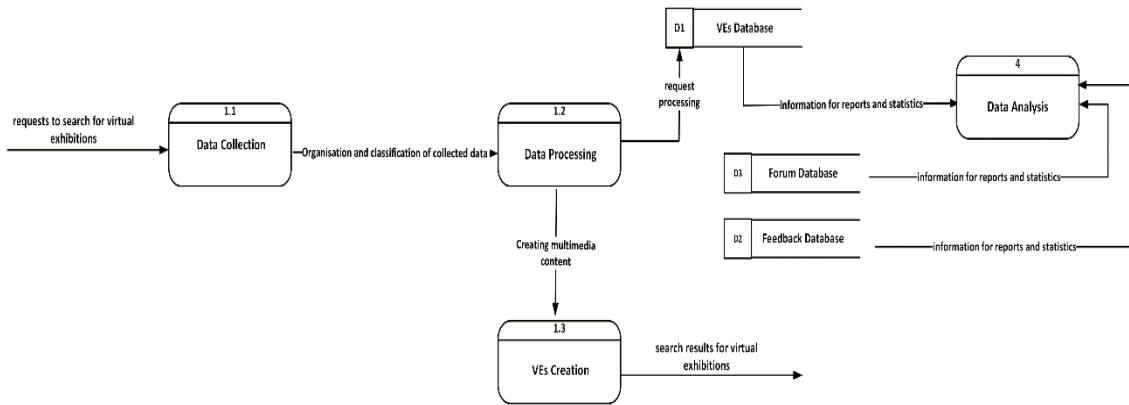 D1
VEs Database
4
Data Analysis
request
processing
information for reports and statistics
1.1
Data Collection
1.2
Data Processing
requests to search for virtual
exhibitions
Organisation and classification of collected data
D3
Forum Database
information for reports and statistics
D2
Feedback Database
information for reports and statistics
Creating multimedia
content
1.3
VEs Creation
search results for virtual
exhibitions